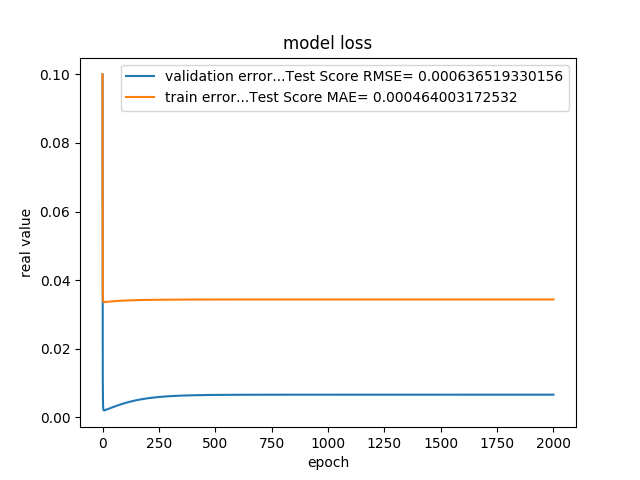 model loss
validation error...Test Score RMSE= 0.000636519330156
train error...Test Score MAE= 0.000464003172532
0.10
0.08
0.06
0.04
0.02
0.00
real value
0 250 500 750 1000 1250 1500 1750 2000
epoch